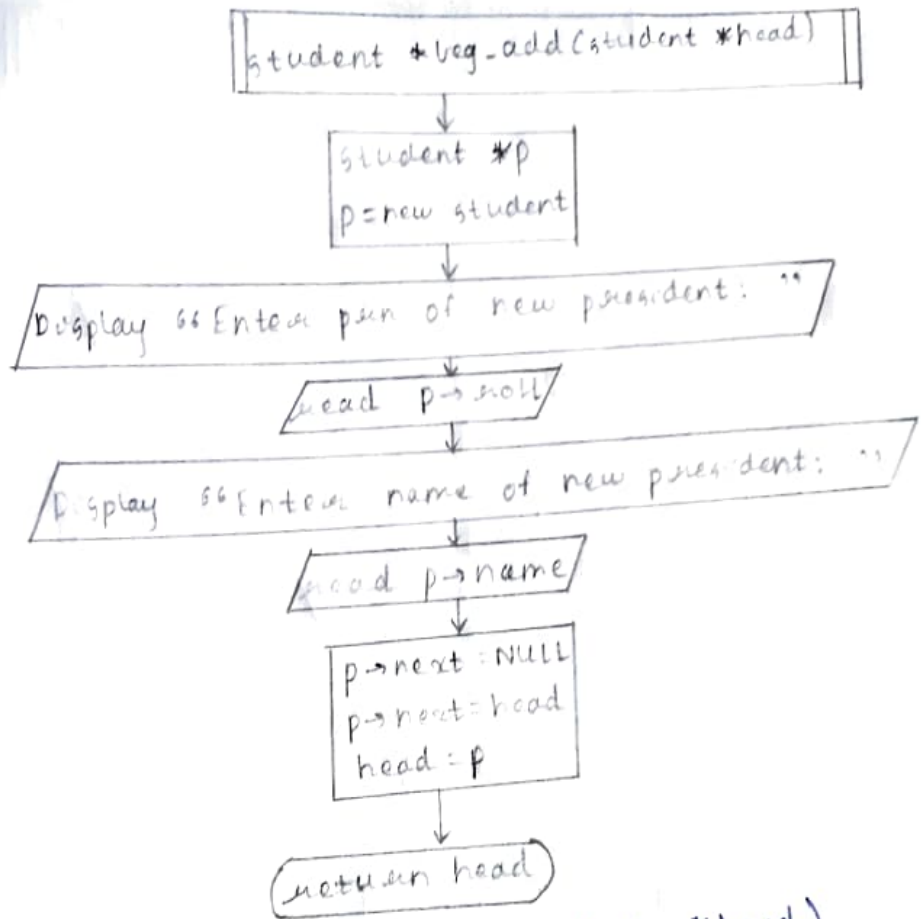 student *beg_add(student *head)
student *p
p=new student
Display “Enter prn of new president: ”
read p→roll
Display “Enter name of new president: ”
read p→name
p→next=NULL
p→next=head
head=p
return head